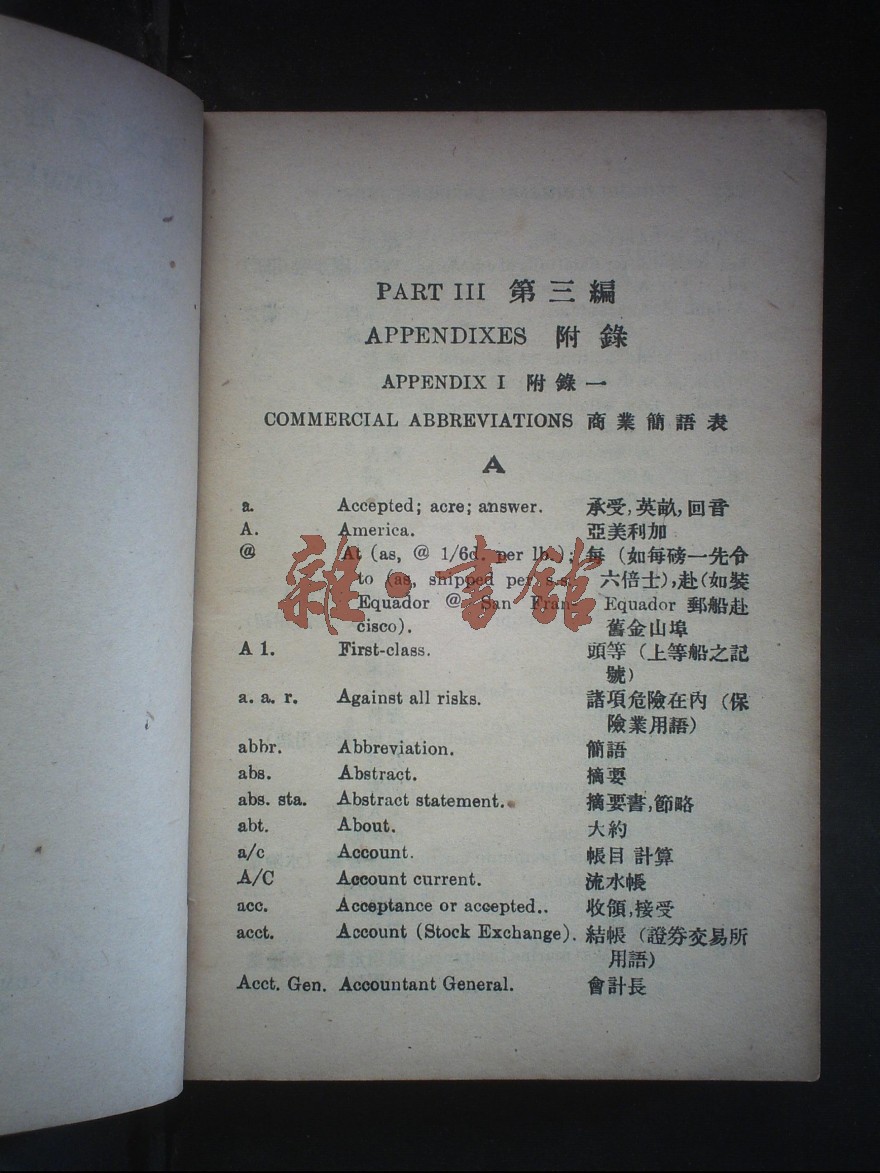 PART III 第三編
APPENDIXES 附錄
APPENDIX I 附錄一
COMMERCIAL ABBREVIATIONS 商業簡語表
A
a. Accepted; acre; answer. 承受,英畝,回音
A. America. 亞美利加
@ At (as, @ 1/6d. per lb.); 每 (如每磅一先令
to (as, shipped per s.s. 六倍士),赴(如裝
Equador @ San Fran- Equador 郵船赴
cisco). 舊金山埠
A 1. First-class. 頭等 (上等船之記
號)
a. a. r. Against all risks. 諸項危險在內 (保
險業用語)
abbr. Abbreviation. 簡語
abs. Abstract. 摘要
abs. sta. Abstract statement. 摘要書,節略
abt. About. 大約
a/c Account. 帳目 計算
A/C Account current. 流水帳
acc. Acceptance or accepted.. 收領,接受
acct. Account (Stock Exchange). 結帳 (證券交易所
用語)
Acct. Gen. Accountant General. 會計長
雜·書館